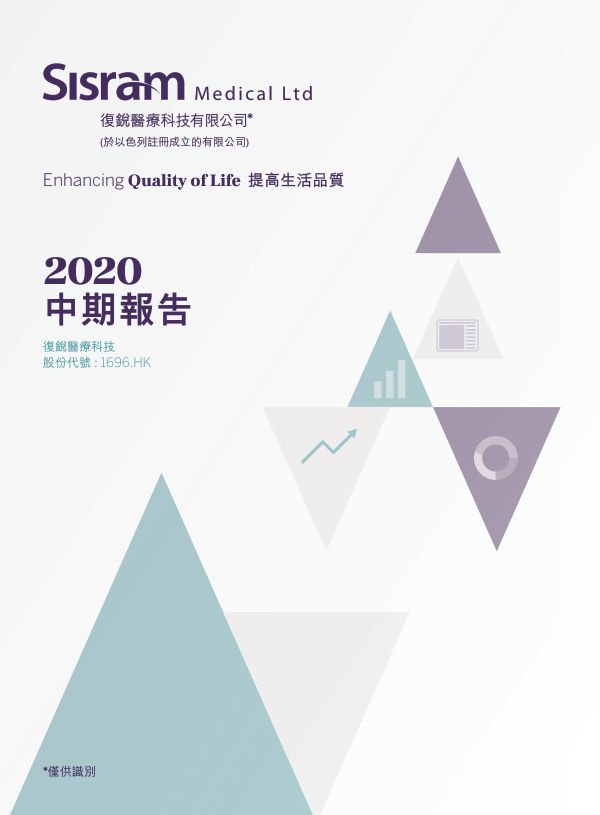 Sisram Medical Ltd
復銳醫療科技有限公司*
(於以色列註冊成立的有限公司)
Enhancing Quality of Life 提高生活品質
2020
中期報告
復銳醫療科技
股份代號 : 1696.HK
*僅供識別